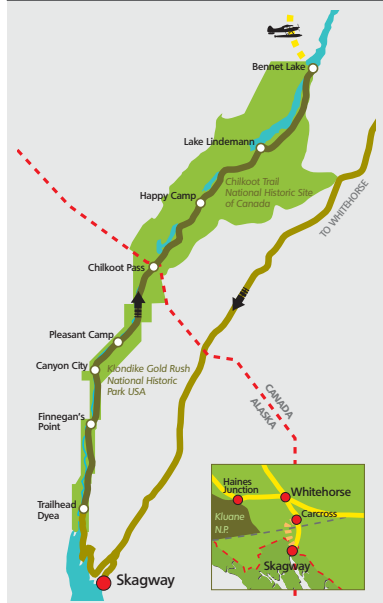 Bennet Lake
Lake Lindemann
Chilkoot Trail
National Historic Site
of Canada
Happy Camp
TO WHITEHORSE
Chilkoot Pass
Pleasant Camp
Canyon City
Klondike Gold Rush
National Historic
Park USA
CANADA
ALASKA
Finnegan's
Point
Trailhead
Dyea
Skagway
Haines
Junction
Whitehorse
Carcross
Kluane
N.P.
Skagway